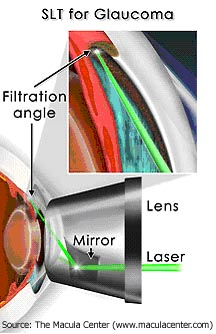 SLT for Glaucoma
Filtration
angle
Lens
Mirror
Laser
Source: The Macula Center (www.maculacenter.com)